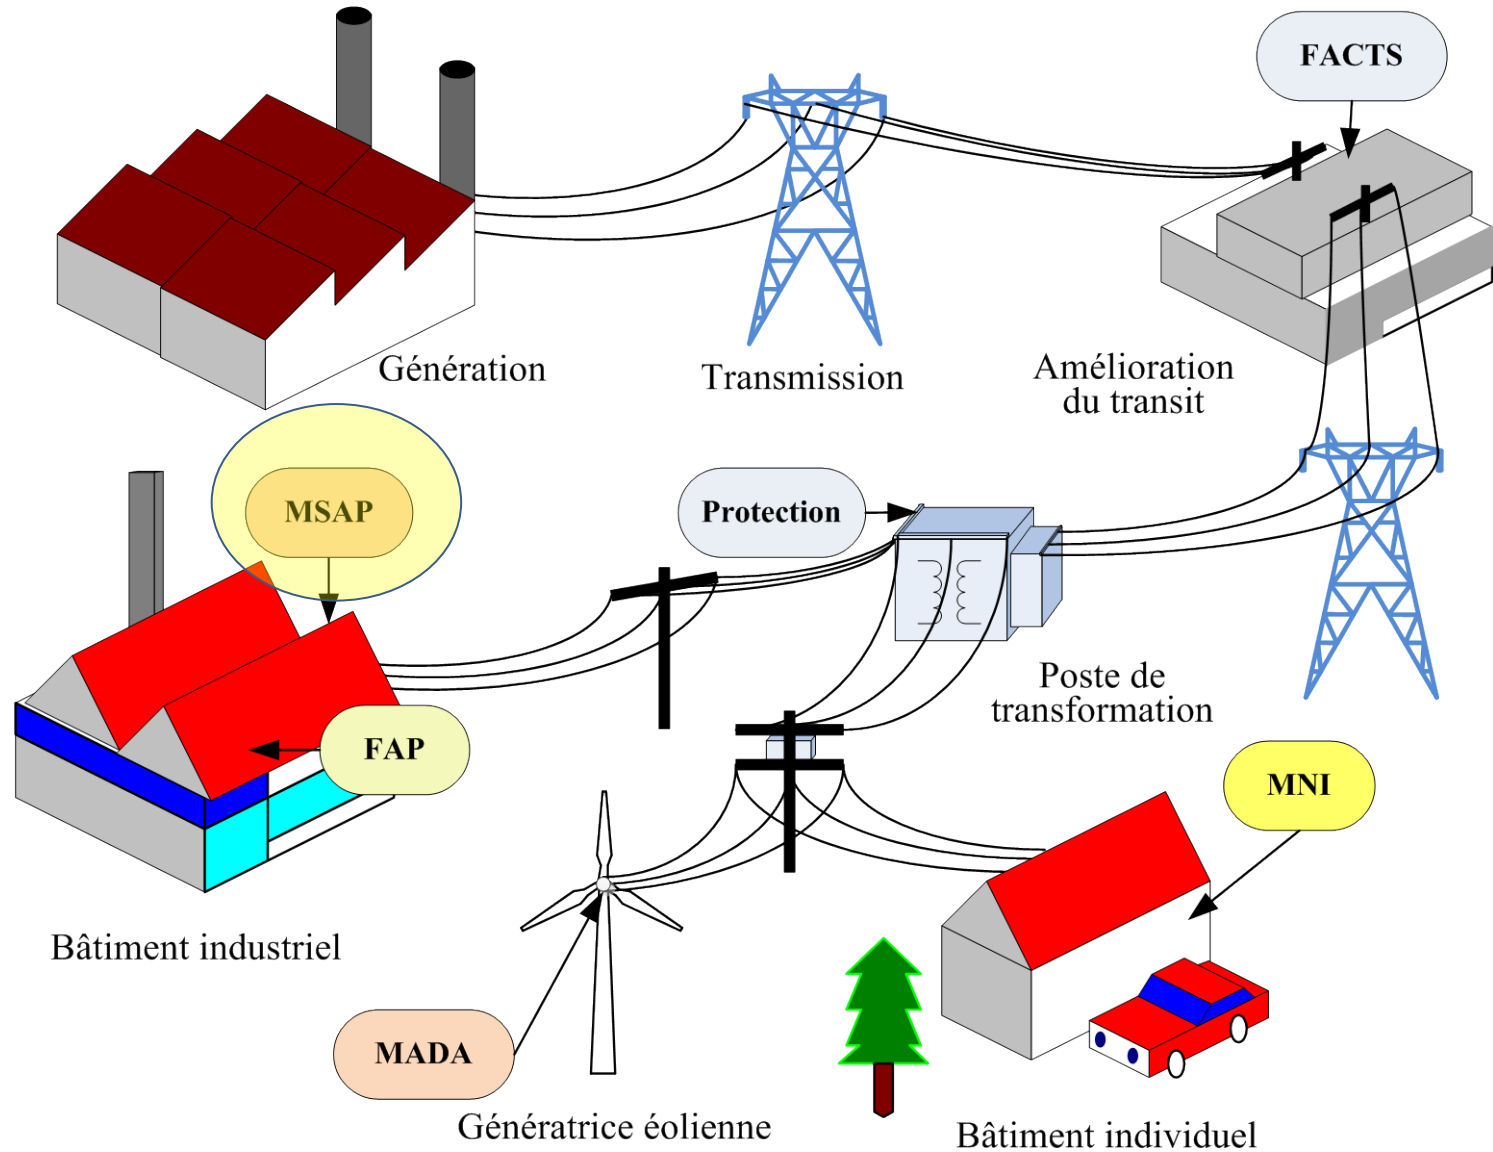 FACTS
Génération
Transmission
Amélioration
du transit
MSAP
Protection
Poste de
transformation
FAP
MNI
Bâtiment industriel
MADA
Génératrice éolienne
Bâtiment individuel